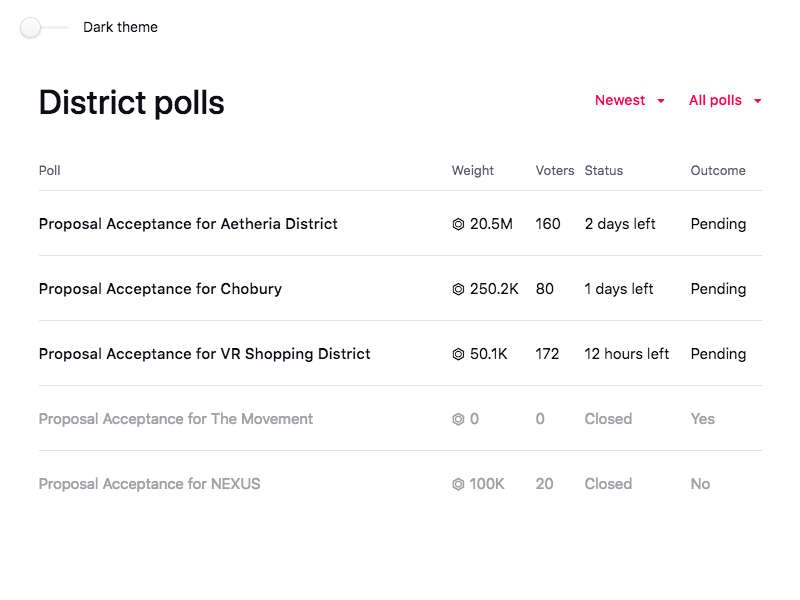 Dark theme
District polls
Newest All polls
Poll Weight Voters Status Outcome
Proposal Acceptance for Aetheria District 20.5M 160 2 days left Pending
Proposal Acceptance for Chobury 250.2K 80 1 days left Pending
Proposal Acceptance for VR Shopping District 50.1K 172 12 hours left Pending
Proposal Acceptance for The Movement 0 0 Closed Yes
Proposal Acceptance for NEXUS 100K 20 Closed No